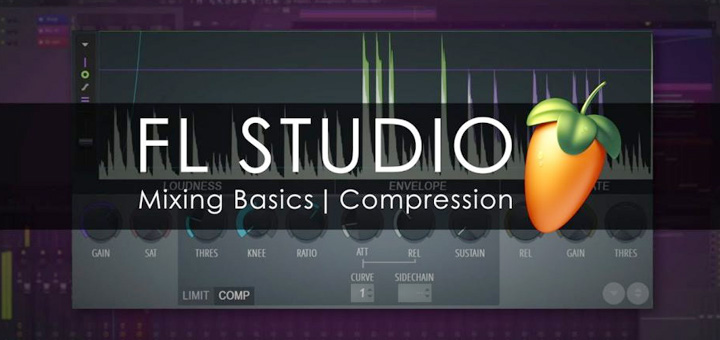 FL STUDIO
Mixing Basics | Compression
LOUDNESS
ENVELOPE
GAIN SAT THRES KNEE RATIO ATT REL SUSTAIN REL GAIN THRES
CURVE SIDECHAIN
1
LIMIT COMP